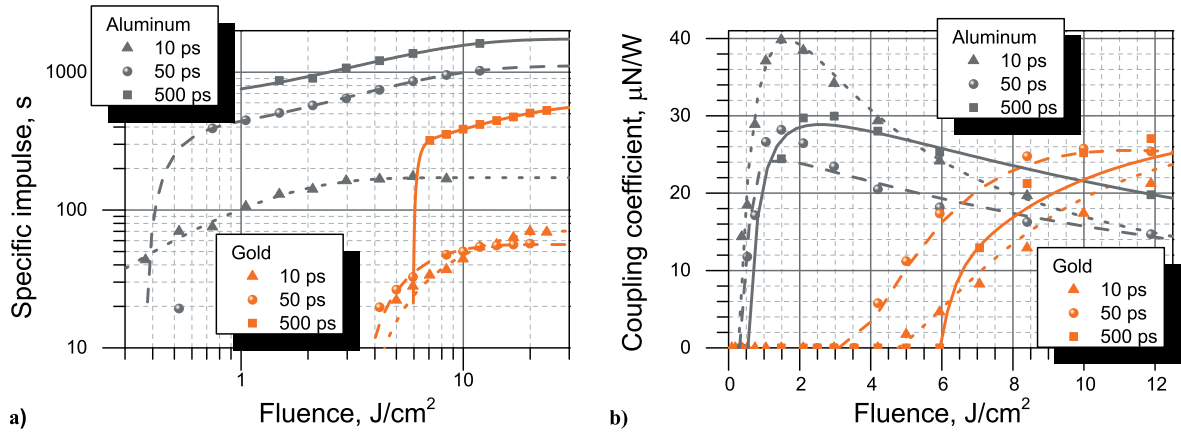 Aluminum
10 ps
50 ps
500 ps
Gold
10 ps
50 ps
500 ps
Specific impulse, s
1000
100
10
1
10
Fluence, J/cm²
a)
Aluminum
10 ps
50 ps
500 ps
Gold
10 ps
50 ps
500 ps
Coupling coefficient, μN/W
40
30
20
10
0
0
2
4
6
8
10
12
Fluence, J/cm²
b)